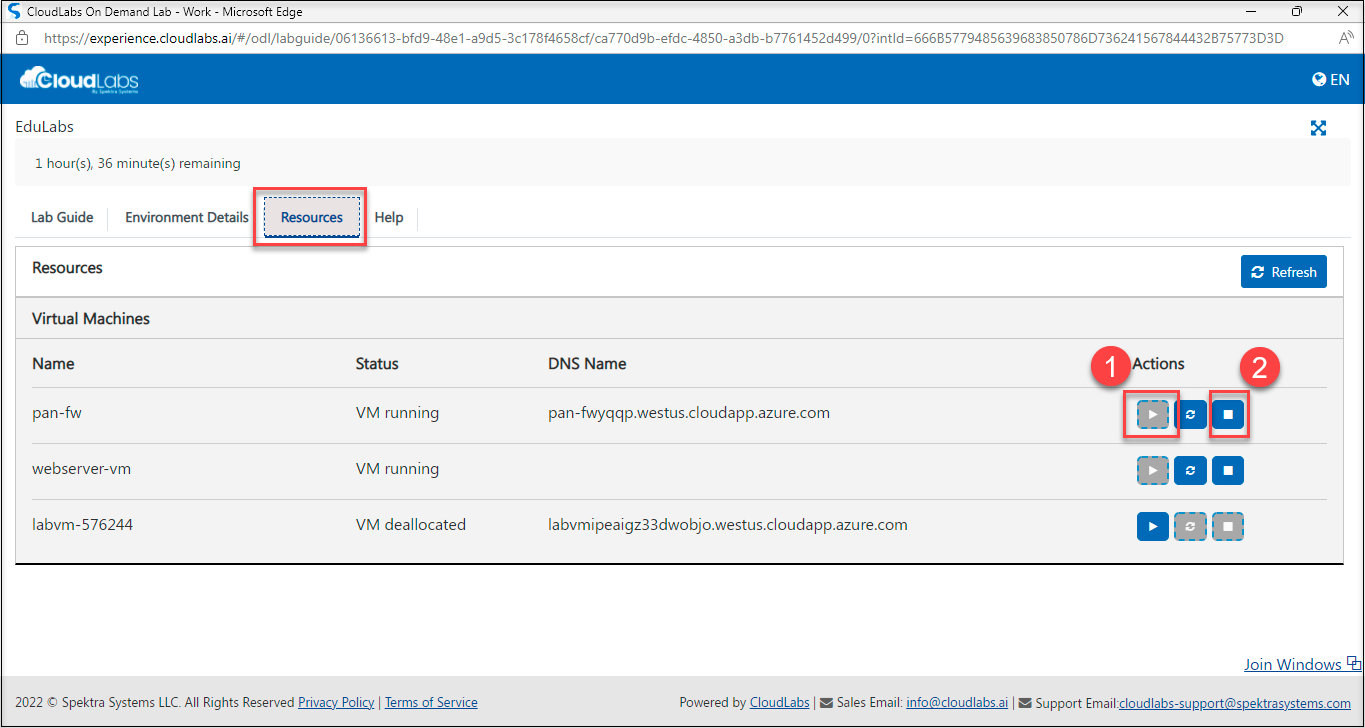 CloudLabs On Demand Lab - Work - Microsoft Edge
https://experience.cloudlabs.ai/#/odl/labguide/06136613-bfd9-48e1-a9d5-3c178f4658cf/ca770d9b-efdc-4850-a3db-b7761452d499/0?intId=666B5779485639683850786D736241567844432B75773D3D
CloudLabs
By Spektra Systems
EN
EduLabs
1 hour(s), 36 minute(s) remaining
Lab Guide Environment Details Resources Help
Resources
Refresh
Virtual Machines
Name Status DNS Name 1 Actions 2
pan-fw VM running pan-fwyqqp.westus.cloudapp.azure.com
webserver-vm VM running
labvm-576244 VM deallocated labvmipeaigz33dwobjo.westus.cloudapp.azure.com
Join Windows
2022 © Spektra Systems LLC. All Rights Reserved Privacy Policy | Terms of Service Powered by CloudLabs | Sales Email: info@cloudlabs.ai | Support Email:cloudlabs-support@spektrasystems.com